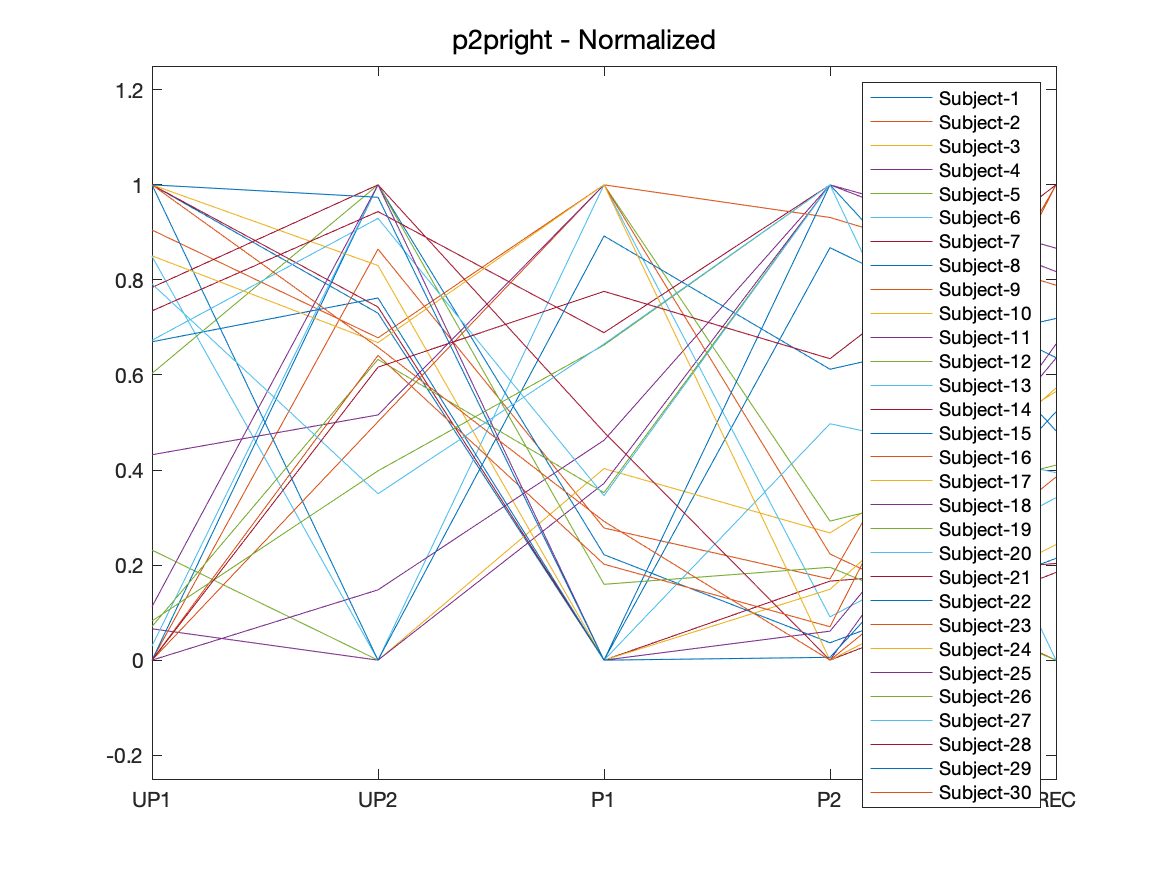 p2pright - Normalized
1.2
1
0.8
0.6
0.4
0.2
0
-0.2
UP1
UP2
P1
P2
REC
Subject-1
Subject-2
Subject-3
Subject-4
Subject-5
Subject-6
Subject-7
Subject-8
Subject-9
Subject-10
Subject-11
Subject-12
Subject-13
Subject-14
Subject-15
Subject-16
Subject-17
Subject-18
Subject-19
Subject-20
Subject-21
Subject-22
Subject-23
Subject-24
Subject-25
Subject-26
Subject-27
Subject-28
Subject-29
Subject-30